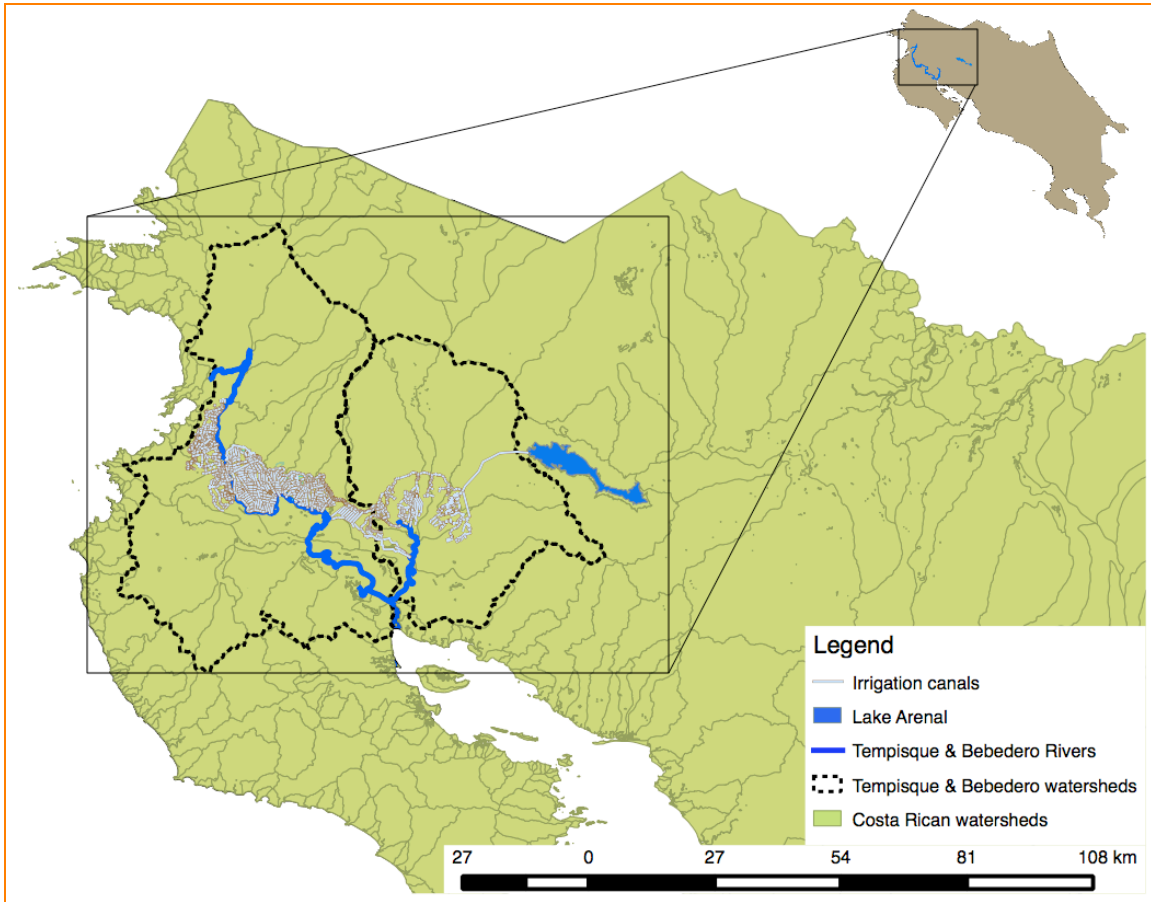 Legend
Irrigation canals
Lake Arenal
Tempisque & Bebedero Rivers
Tempisque & Bebedero watersheds
Costa Rican watersheds
27 0 27 54 81 108 km